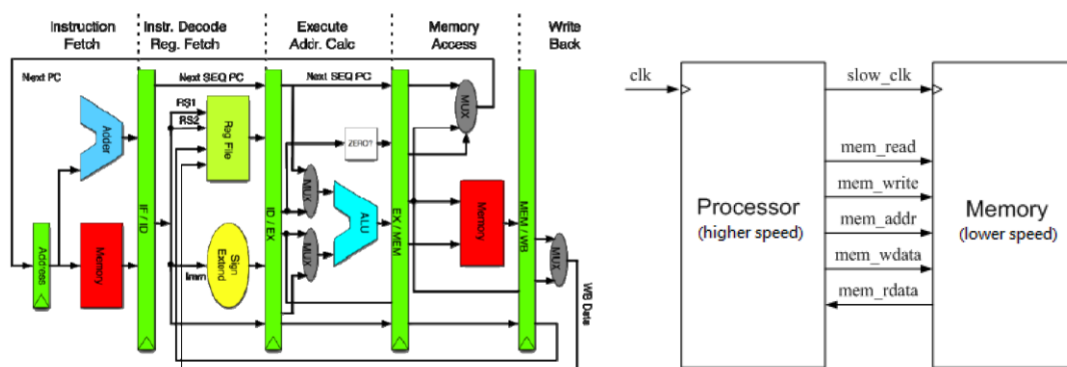 Instruction Fetch
Instr. Decode Reg. Fetch
Execute Addr. Calc
Memory Access
Write Back
Next PC
Next SEQ PC
Next SEQ PC
RS1
RS2
Adder
Reg File
ZERO?
MUX
MUX
MUX
MUX
ALU
Address
Memory
IF / ID
Sign Extend
Imm
ID / EX
EX / MEM
Memory
MEM / WB
WB Data
clk
slow_clk
mem_read
mem_write
mem_addr
mem_wdata
mem_rdata
Processor
(higher speed)
Memory
(lower speed)